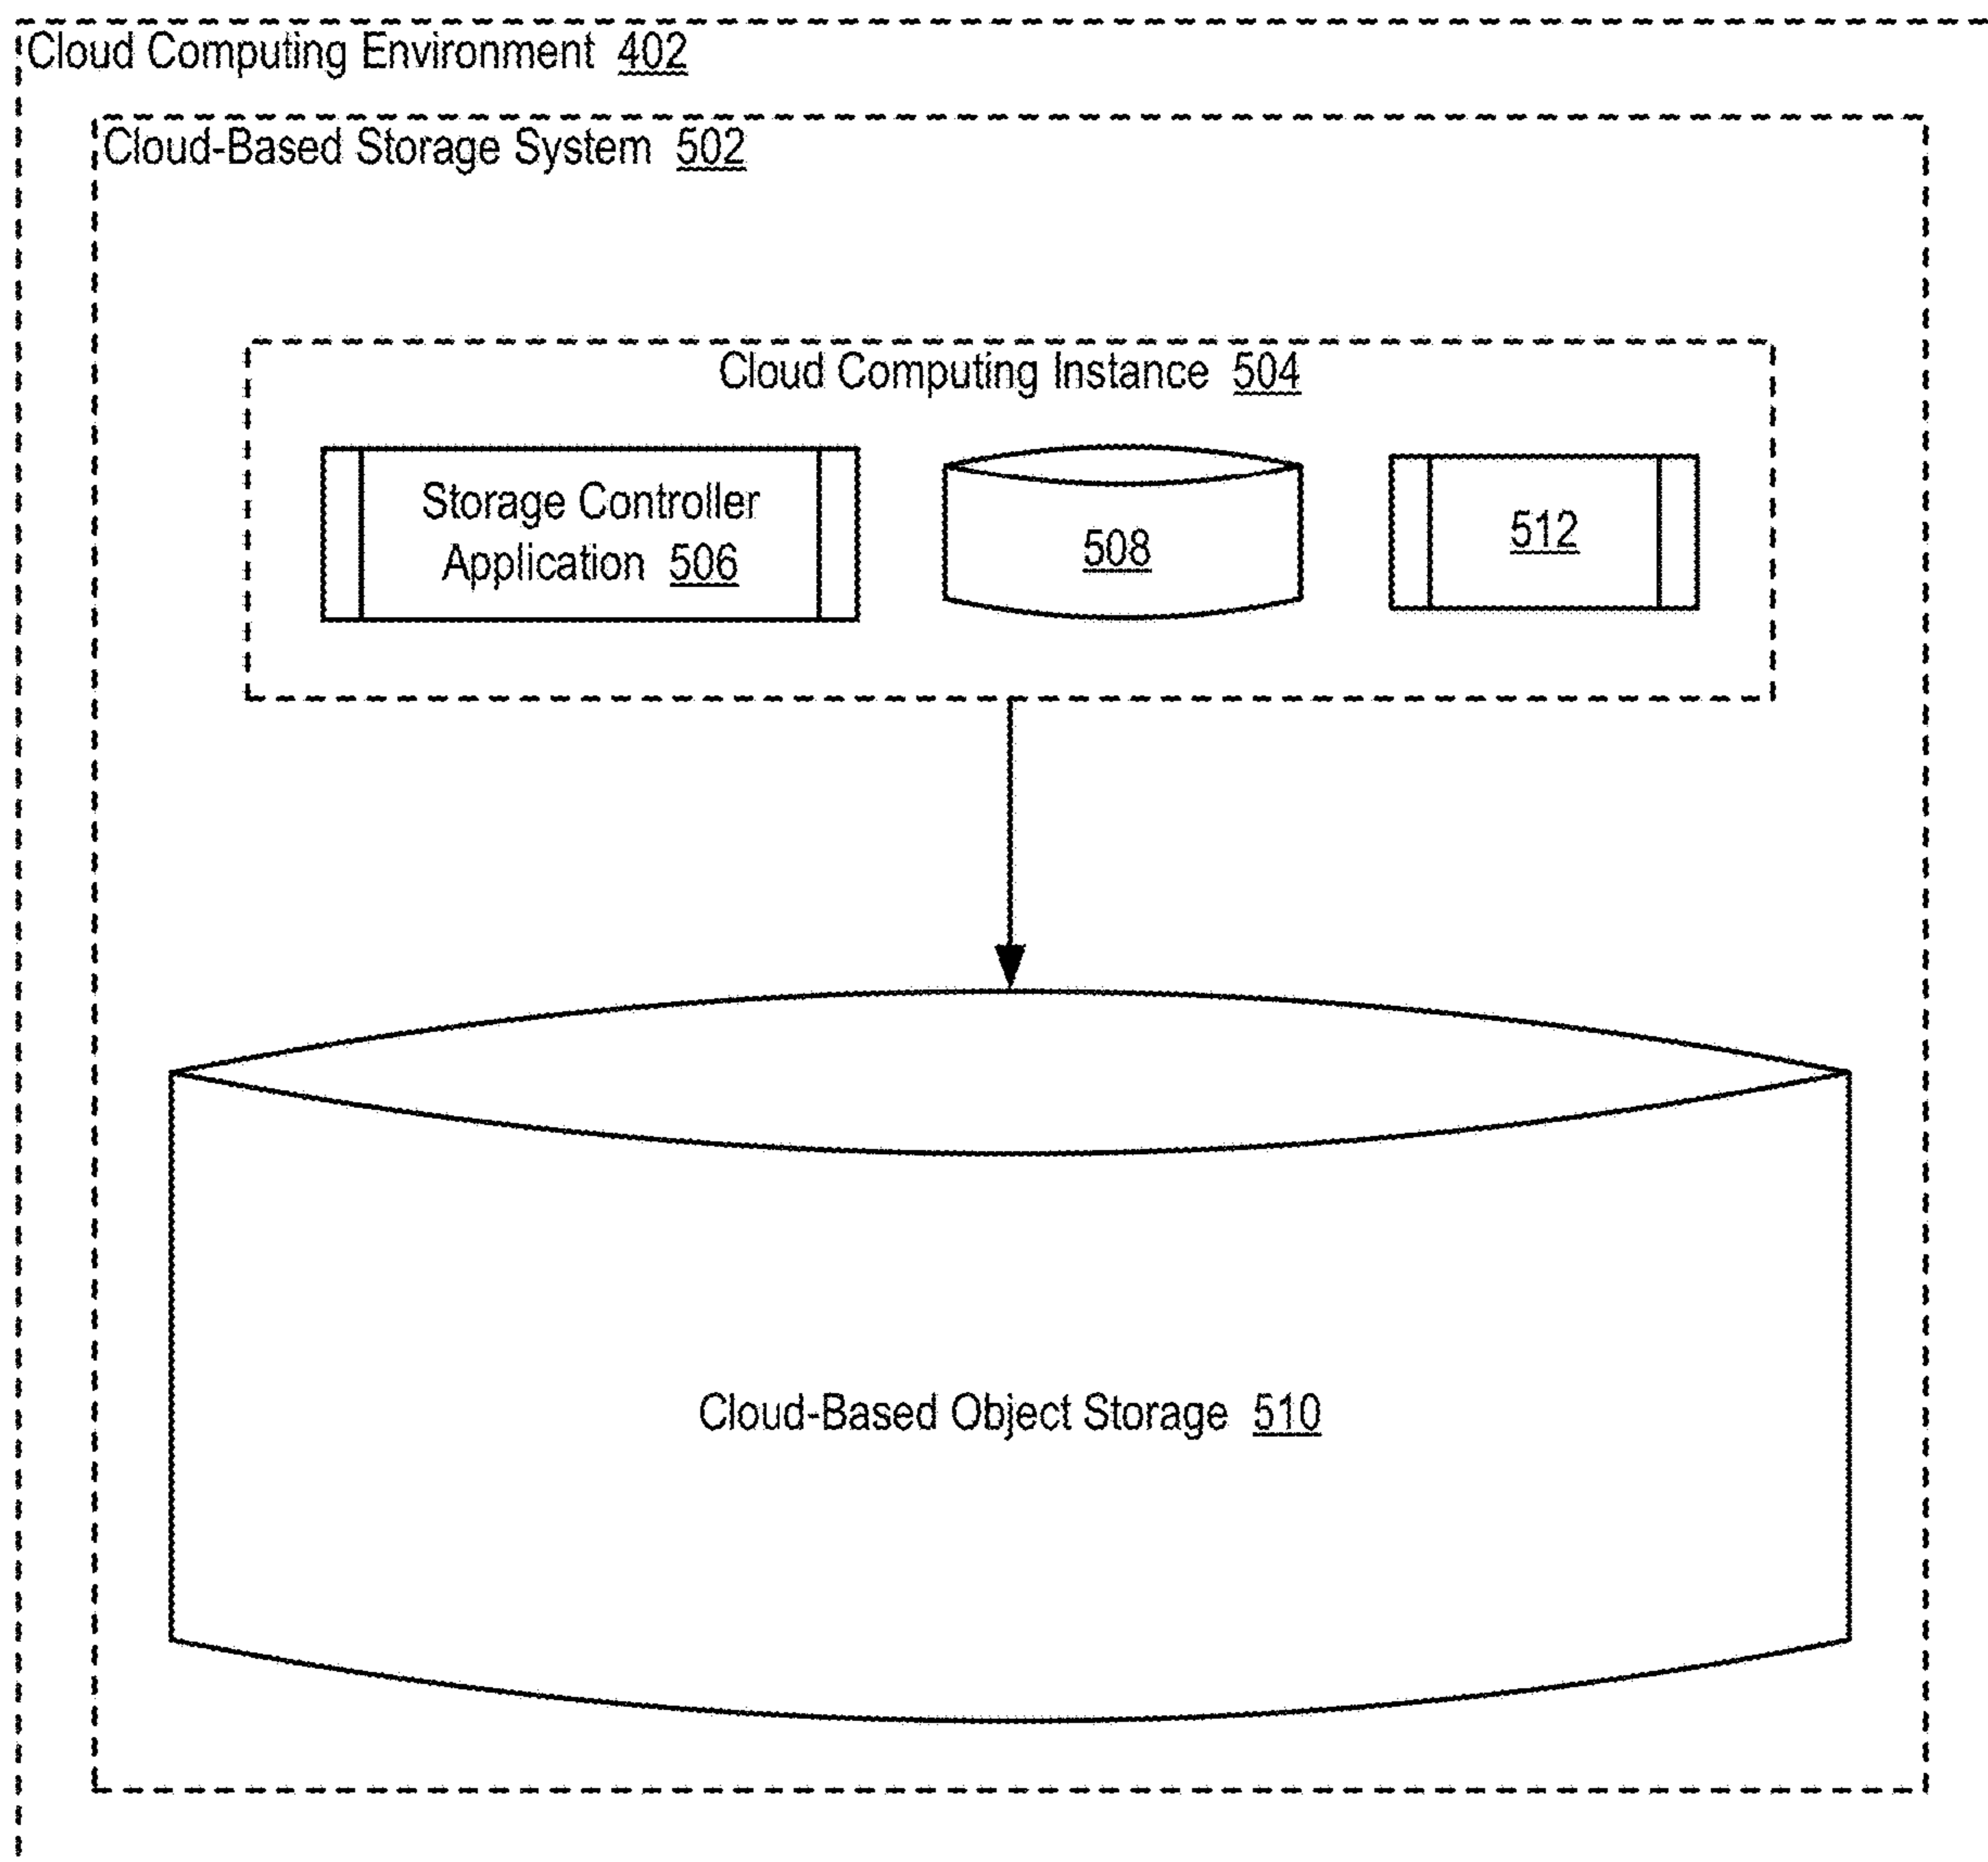 Cloud Computing Environment 402
Cloud-Based Storage System 502
Cloud Computing Instance 504
Storage Controller
Application 506
508
512
Cloud-Based Object Storage 510